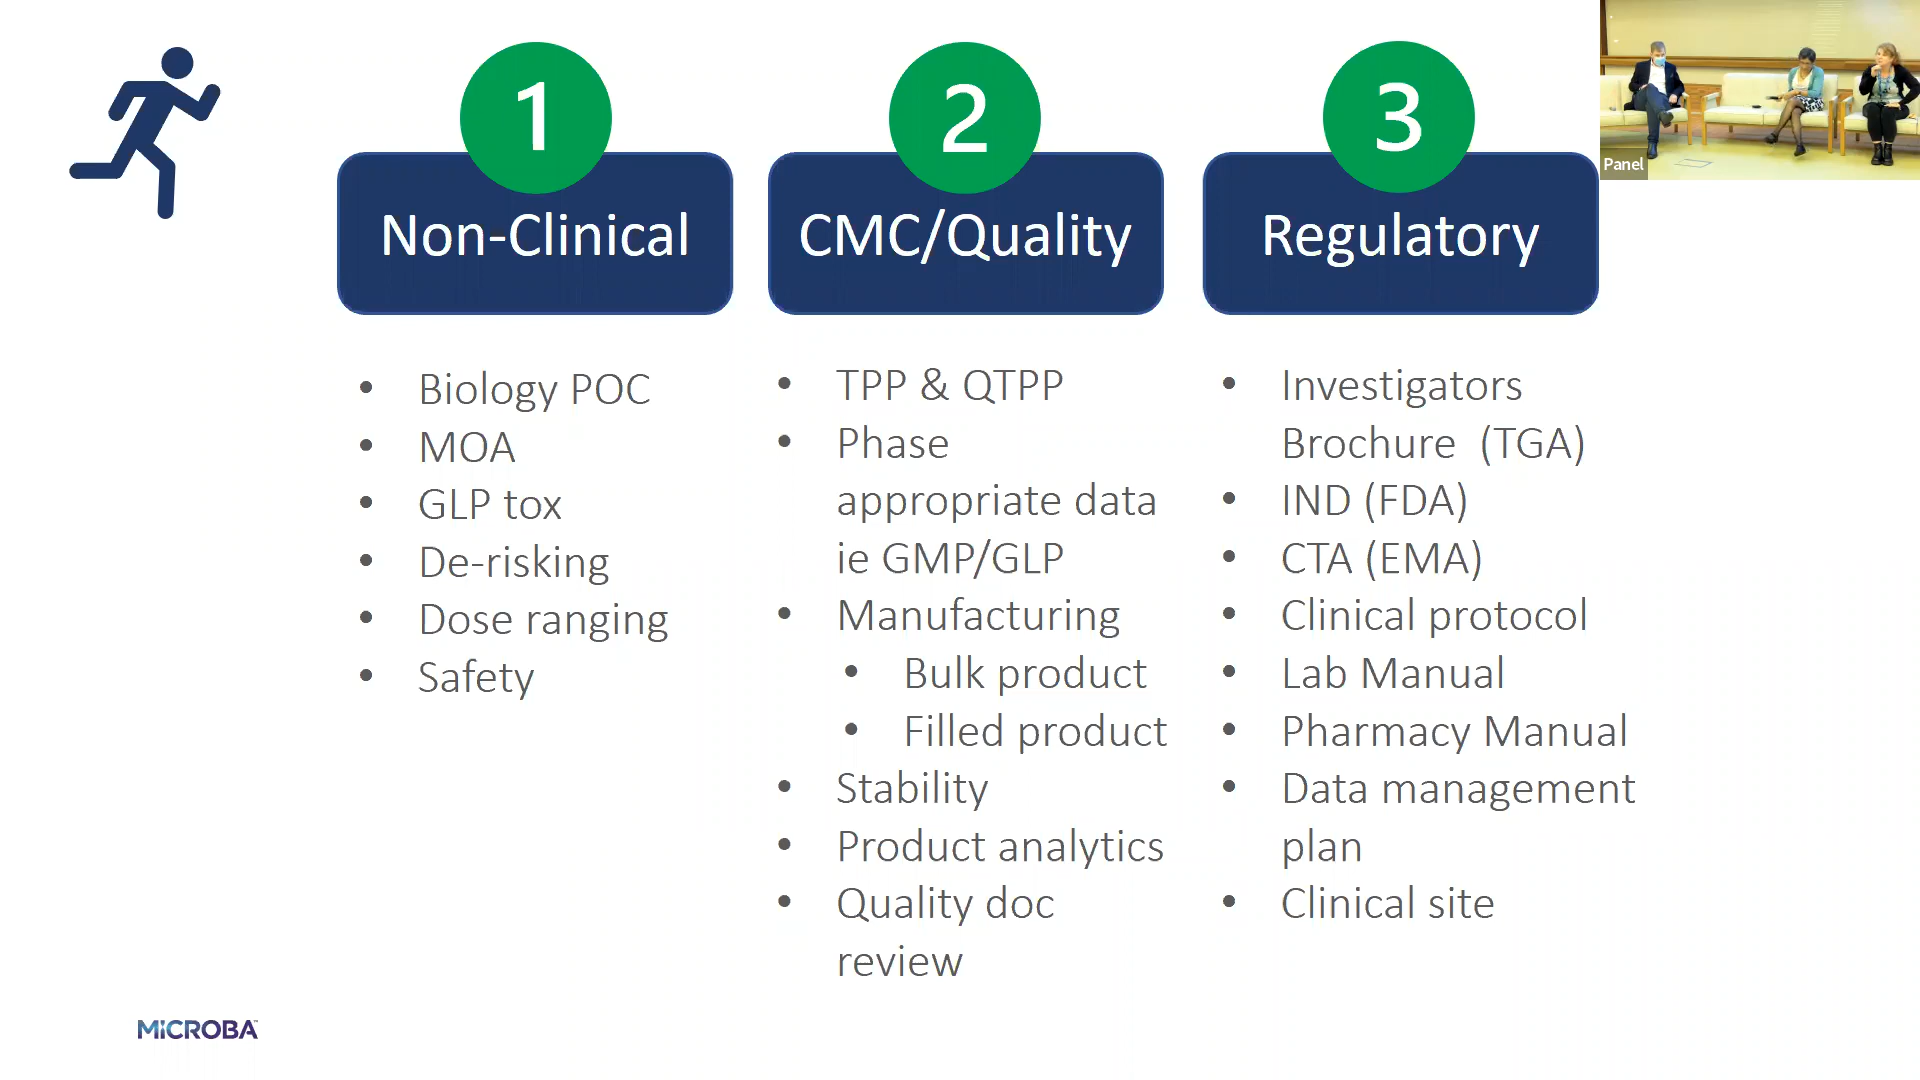 1
Non-Clinical
Biology POC
MOA
GLP tox
De-risking
Dose ranging
Safety
2
CMC/Quality
TPP & QTPP
Phase
appropriate data
ie GMP/GLP
Manufacturing
Bulk product
Filled product
Stability
Product analytics
Quality doc
review
3
Regulatory
Investigators
Brochure (TGA)
IND (FDA)
CTA (EMA)
Clinical protocol
Lab Manual
Pharmacy Manual
Data management
plan
Clinical site
Panel
MiCROBA™